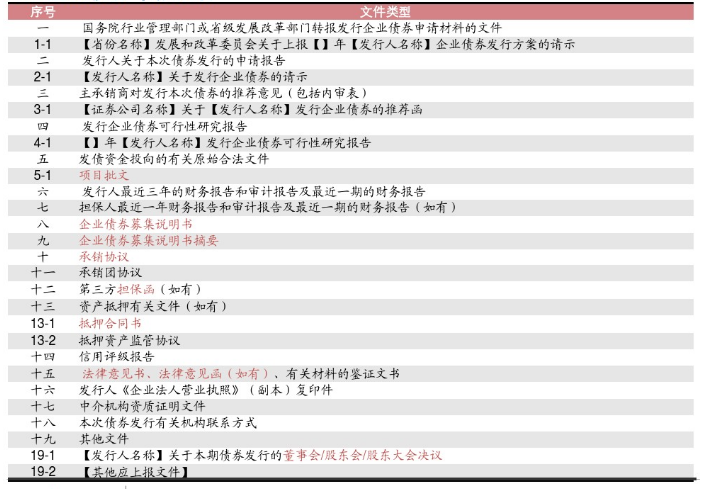 序号 文件类型
一 国务院行业管理部门或省级发展改革部门转报发行企业债券申请材料的文件
1-1 【省份名称】发展和改革委员会关于上报【】年【发行人名称】企业债券发行方案的请示
二 发行人关于本次债券发行的申请报告
2-1 【发行人名称】关于发行企业债券的请示
三 主承销商对发行本次债券的推荐意见（包括内审表）
3-1 【证券公司名称】关于【发行人名称】发行企业债券的推荐函
四 发行企业债券可行性研究报告
4-1 【】年【发行人名称】发行企业债券可行性研究报告
五 发债资金投向的有关原始合法文件
5-1 项目批文
六 发行人最近三年的财务报告和审计报告及最近一期的财务报告
七 担保人最近一年财务报告和审计报告及最近一期的财务报告（如有）
八 企业债券募集说明书
九 企业债券募集说明书摘要
十 承销协议
十一 承销团协议
十二 第三方担保函（如有）
十三 资产抵押有关文件（如有）
13-1 抵押合同书
13-2 抵押资产监管协议
十四 信用评级报告
十五 法律意见书、法律意见函（如有）、有关材料的鉴证文书
十六 发行人《企业法人营业执照》（副本）复印件
十七 中介机构资质证明文件
十八 本次债券发行有关机构联系方式
十九 其他文件
19-1 【发行人名称】关于本期债券发行的董事会/股东会/股东大会决议
19-2 【其他应上报文件】